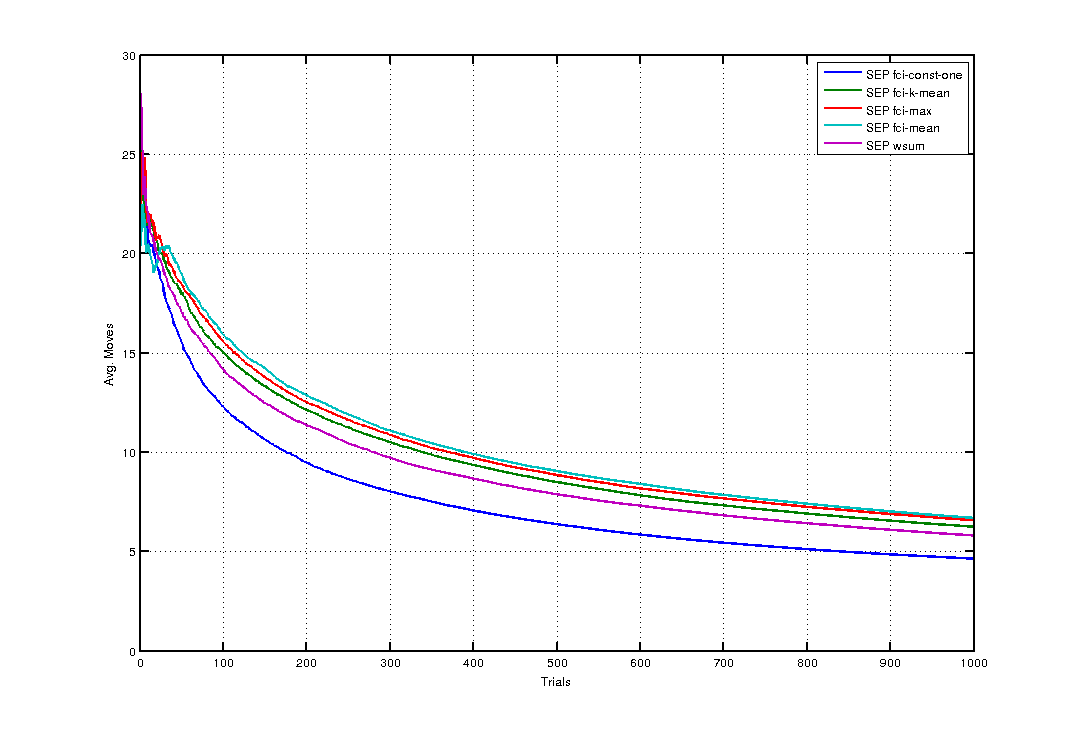 30
25
20
15
10
5
0
Avg. Moves
SEP fci-const-one
SEP fci-k-mean
SEP fci-max
SEP fci-mean
SEP wsum
0 100 200 300 400 500 600 700 800 900 1000
Trials